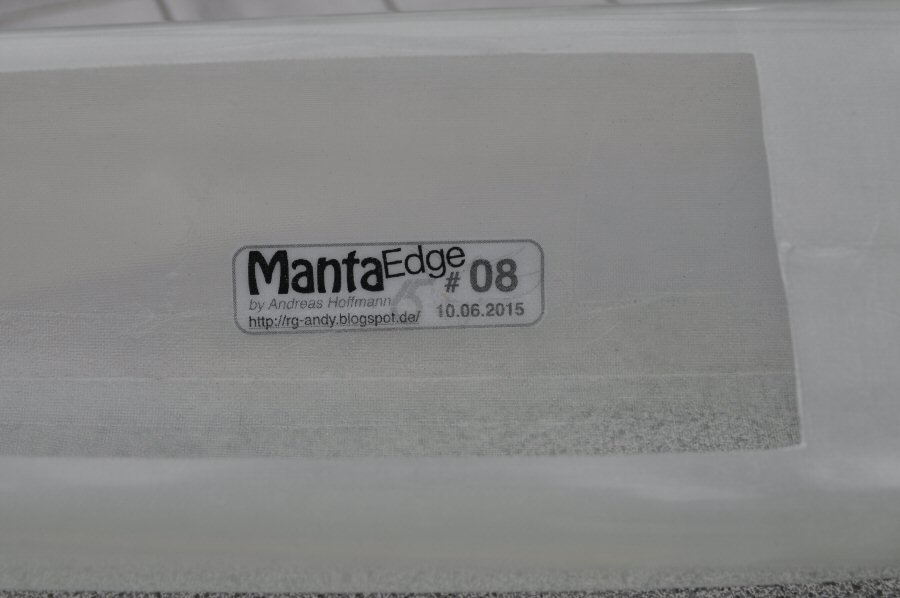 MantaEdge # 08
by Andreas Hoffmann
http://rg-andy.blogspot.de/ 10.06.2015